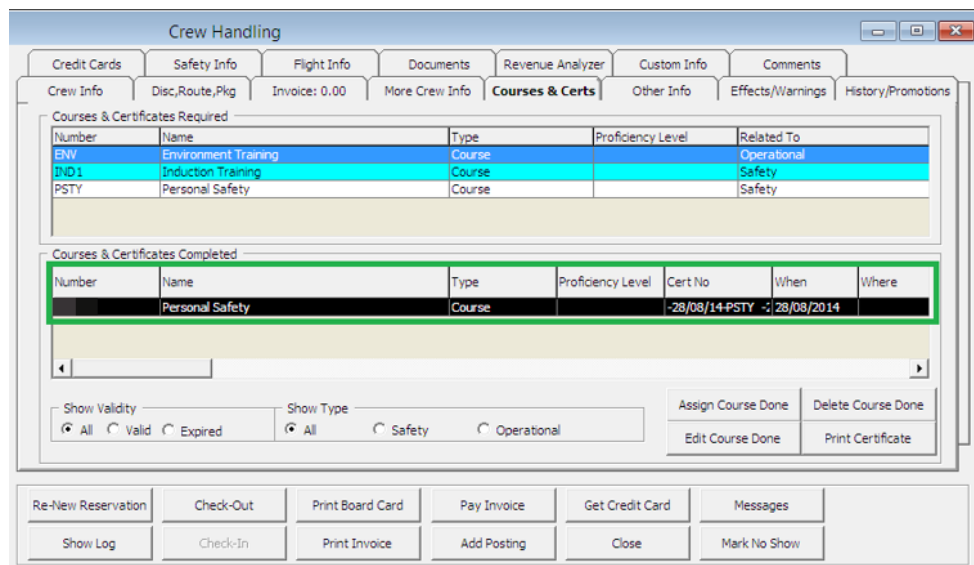 Crew Handling
Credit Cards Safety Info Flight Info Documents Revenue Analyzer Custom Info Comments
Crew Info Disc,Route,Pkg Invoice: 0.00 More Crew Info Courses & Certs Other Info Effects/Warnings History/Promotions
Courses & Certificates Required
Number Name Type Proficiency Level Related To
ENV Environment Training Course Operational
IND1 Induction Training Course Safety
PSTY Personal Safety Course Safety
Courses & Certificates Completed
Number Name Type Proficiency Level Cert No When Where
Personal Safety Course -28/08/14-PSTY -2 28/08/2014
Show Validity Show Type
All Valid Expired All Safety Operational
Assign Course Done Delete Course Done
Edit Course Done Print Certificate
Re-New Reservation Check-Out Print Board Card Pay Invoice Get Credit Card Messages
Show Log Check-In Print Invoice Add Posting Close Mark No Show